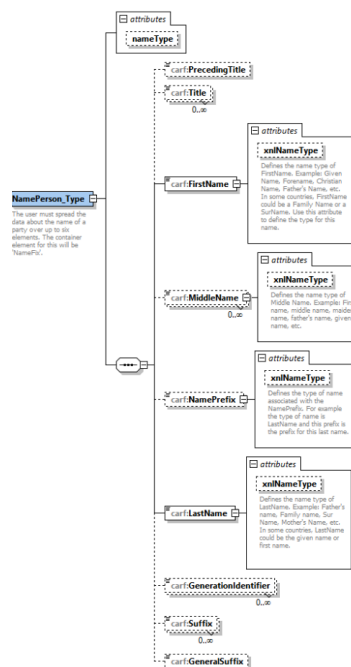 attributes
nameType
carf:PrecedingTitle
carf:Title
0..∞
attributes
xnlNameType
Defines the name type of
FirstName. Example: Given
Name, Forename, Christian
Name, Father's Name, etc.
In some countries, FirstName
could be a Family Name or a
SurName. Use this attribute
to define the type for this
name.
carf:FirstName
NamePerson_Type
The user must spread the
data about the name of a
party over up to six
elements. The container
element for this will be
'NameFix'.
attributes
xnlNameType
Defines the name type of
Middle Name. Example: Fir
name, middle name, maide
name, father's name, given
name, etc.
carf:MiddleName
0..∞
attributes
xnlNameType
Defines the type of name
associated with the
NamePrefix. For example
the type of name is
LastName and this prefix is
the prefix for this last name.
carf:NamePrefix
attributes
xnlNameType
Defines the name type of
LastName. Example: Father's
name, Family name, Sur
Name, Mother's Name, etc.
In some countries, LastName
could be the given name or
first name.
carf:LastName
carf:GenerationIdentifier
0..∞
carf:Suffix
0..∞
carf:GeneralSuffix